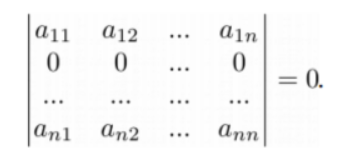 a₁₁ a₁₂ ... a₁ₙ
0 0 ... 0
... ... ... ...
aₙ₁ aₙ₂ ... aₙₙ
= 0.